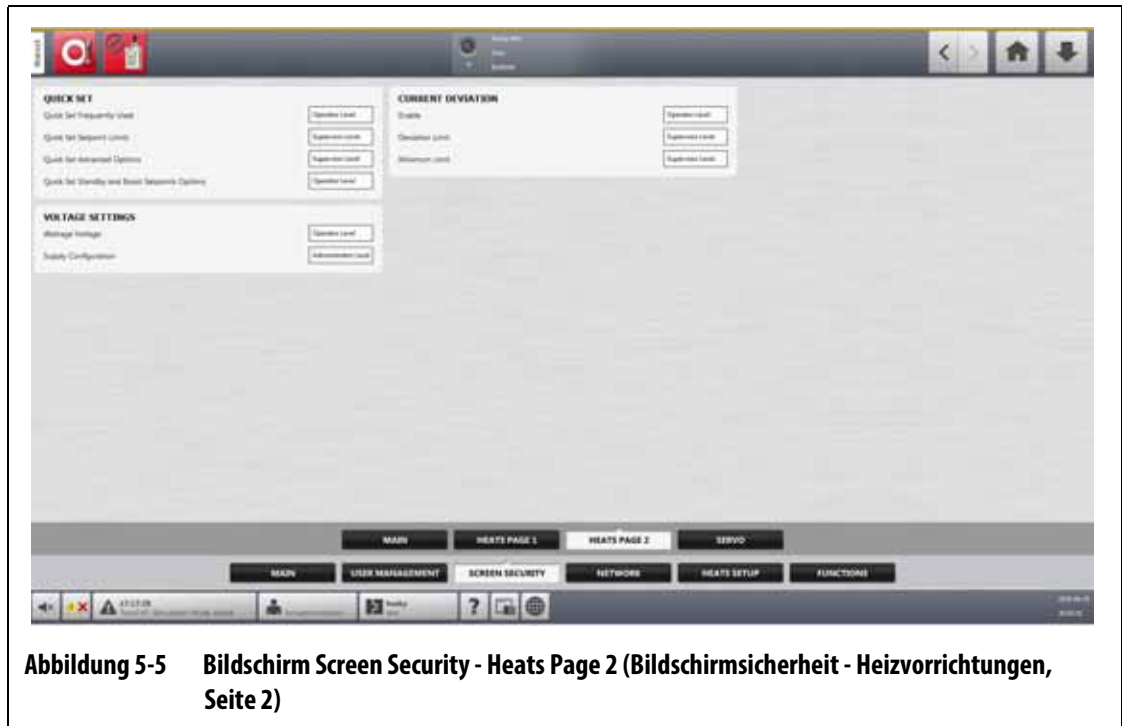 QUICK SET
Quick Set Frequently Used
Operator Level
Quick Set Setpoint Limits
Supervisor Level
Quick Set Advanced Options
Supervisor Level
Quick Set Standby and Boost Setpoints Options
Operator Level
VOLTAGE SETTINGS
Wattage Voltage
Operator Level
Supply Configuration
Administrator Level
CURRENT DEVIATION
Enable
Operator Level
Deviation Limit
Supervisor Level
Minimum Limit
Supervisor Level
MAIN
HEATS PAGE 1
HEATS PAGE 2
SERVO
MAIN
USER MANAGEMENT
SCREEN SECURITY
NETWORK
HEATS SETUP
FUNCTIONS
?
Abbildung 5-5 Bildschirm Screen Security - Heats Page 2 (Bildschirmsicherheit - Heizvorrichtungen,
Seite 2)